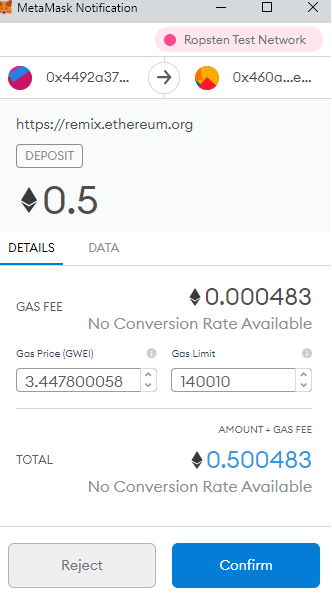 MetaMask Notification
Ropsten Test Network
0x4492a37... 0x460a...e...
https://remix.ethereum.org
DEPOSIT
0.5
DETAILS DATA
GAS FEE 0.000483
No Conversion Rate Available
Gas Price (GWEI) Gas Limit
3.447800058 140010
AMOUNT + GAS FEE
TOTAL 0.500483
No Conversion Rate Available
Reject Confirm